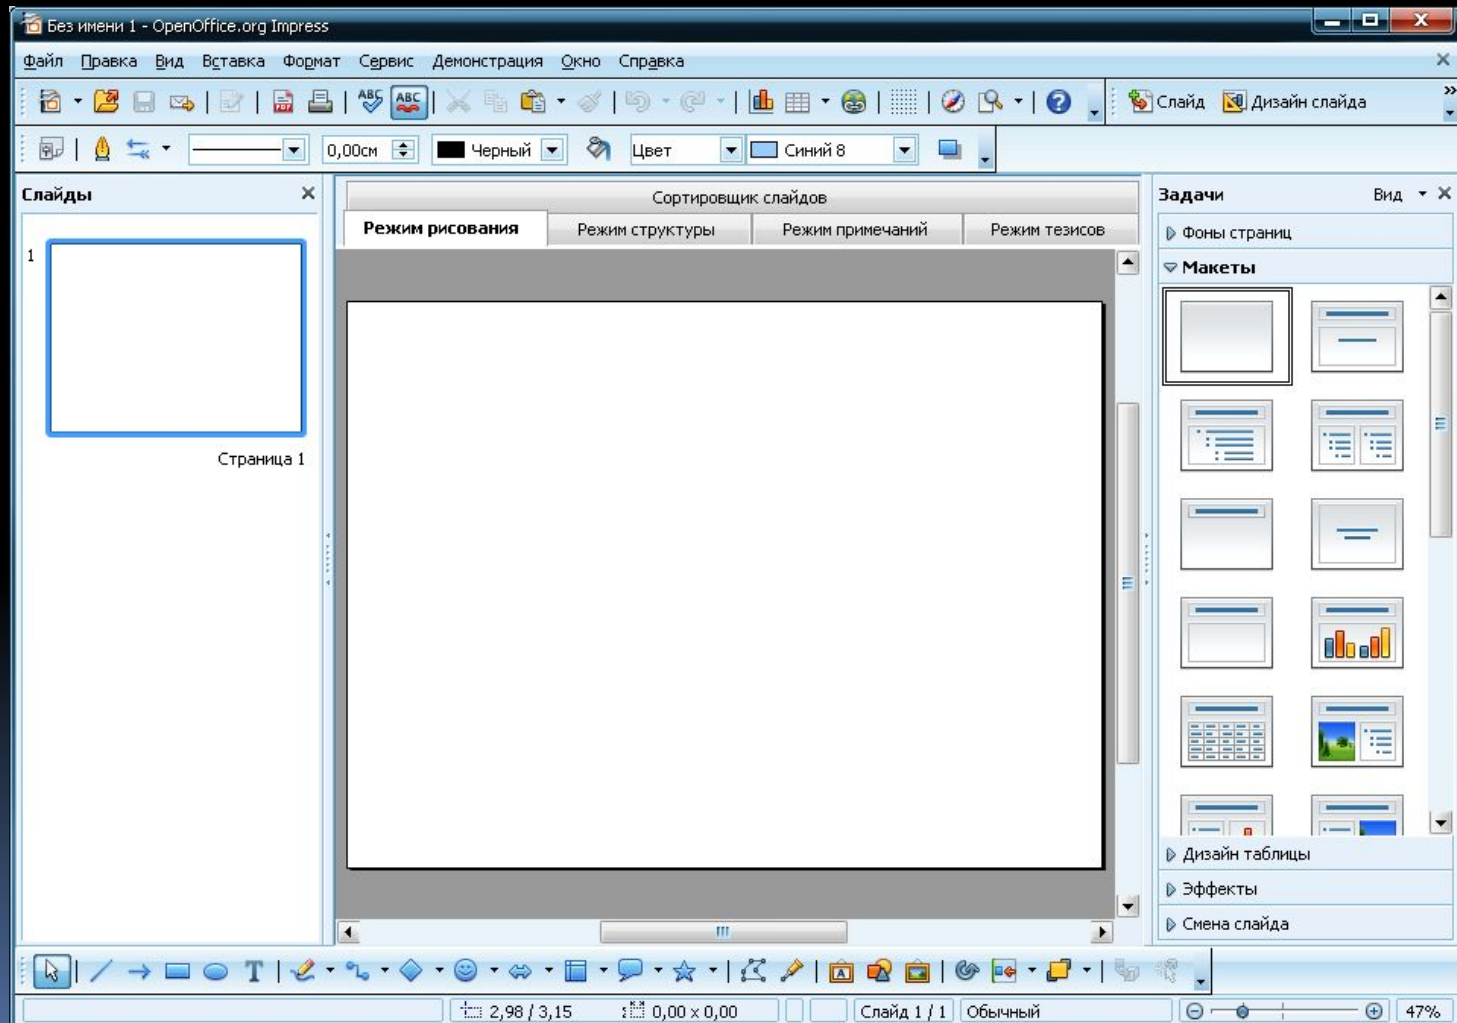 Без имени 1 - OpenOffice.org Impress
Файл Правка Вид Вставка Формат Сервис Демонстрация Окно Справка
ABC ABC Слайд Дизайн слайда
0,00см Черный Цвет Синий 8
Слайды
1
Страница 1
Сортировщик слайдов
Режим рисования Режим структуры Режим примечаний Режим тезисов
Задачи Вид
Фоны страниц
Макеты
Дизайн таблицы
Эффекты
Смена слайда
2,98 / 3,15 0,00 x 0,00 Слайд 1 / 1 Обычный 47%